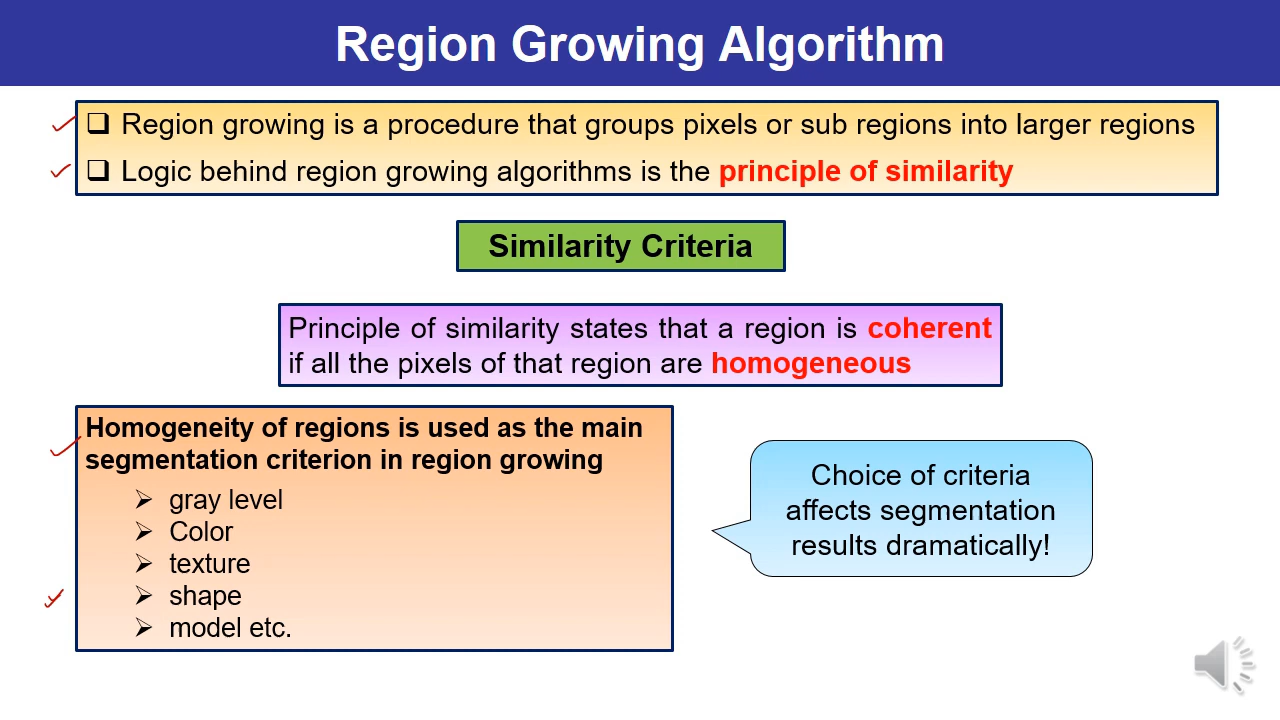 Region Growing Algorithm
❑ Region growing is a procedure that groups pixels or sub regions into larger regions
❑ Logic behind region growing algorithms is the principle of similarity
Similarity Criteria
Principle of similarity states that a region is coherent
if all the pixels of that region are homogeneous
Homogeneity of regions is used as the main
segmentation criterion in region growing
➢ gray level
➢ Color
➢ texture
➢ shape
➢ model etc.
Choice of criteria
affects segmentation
results dramatically!